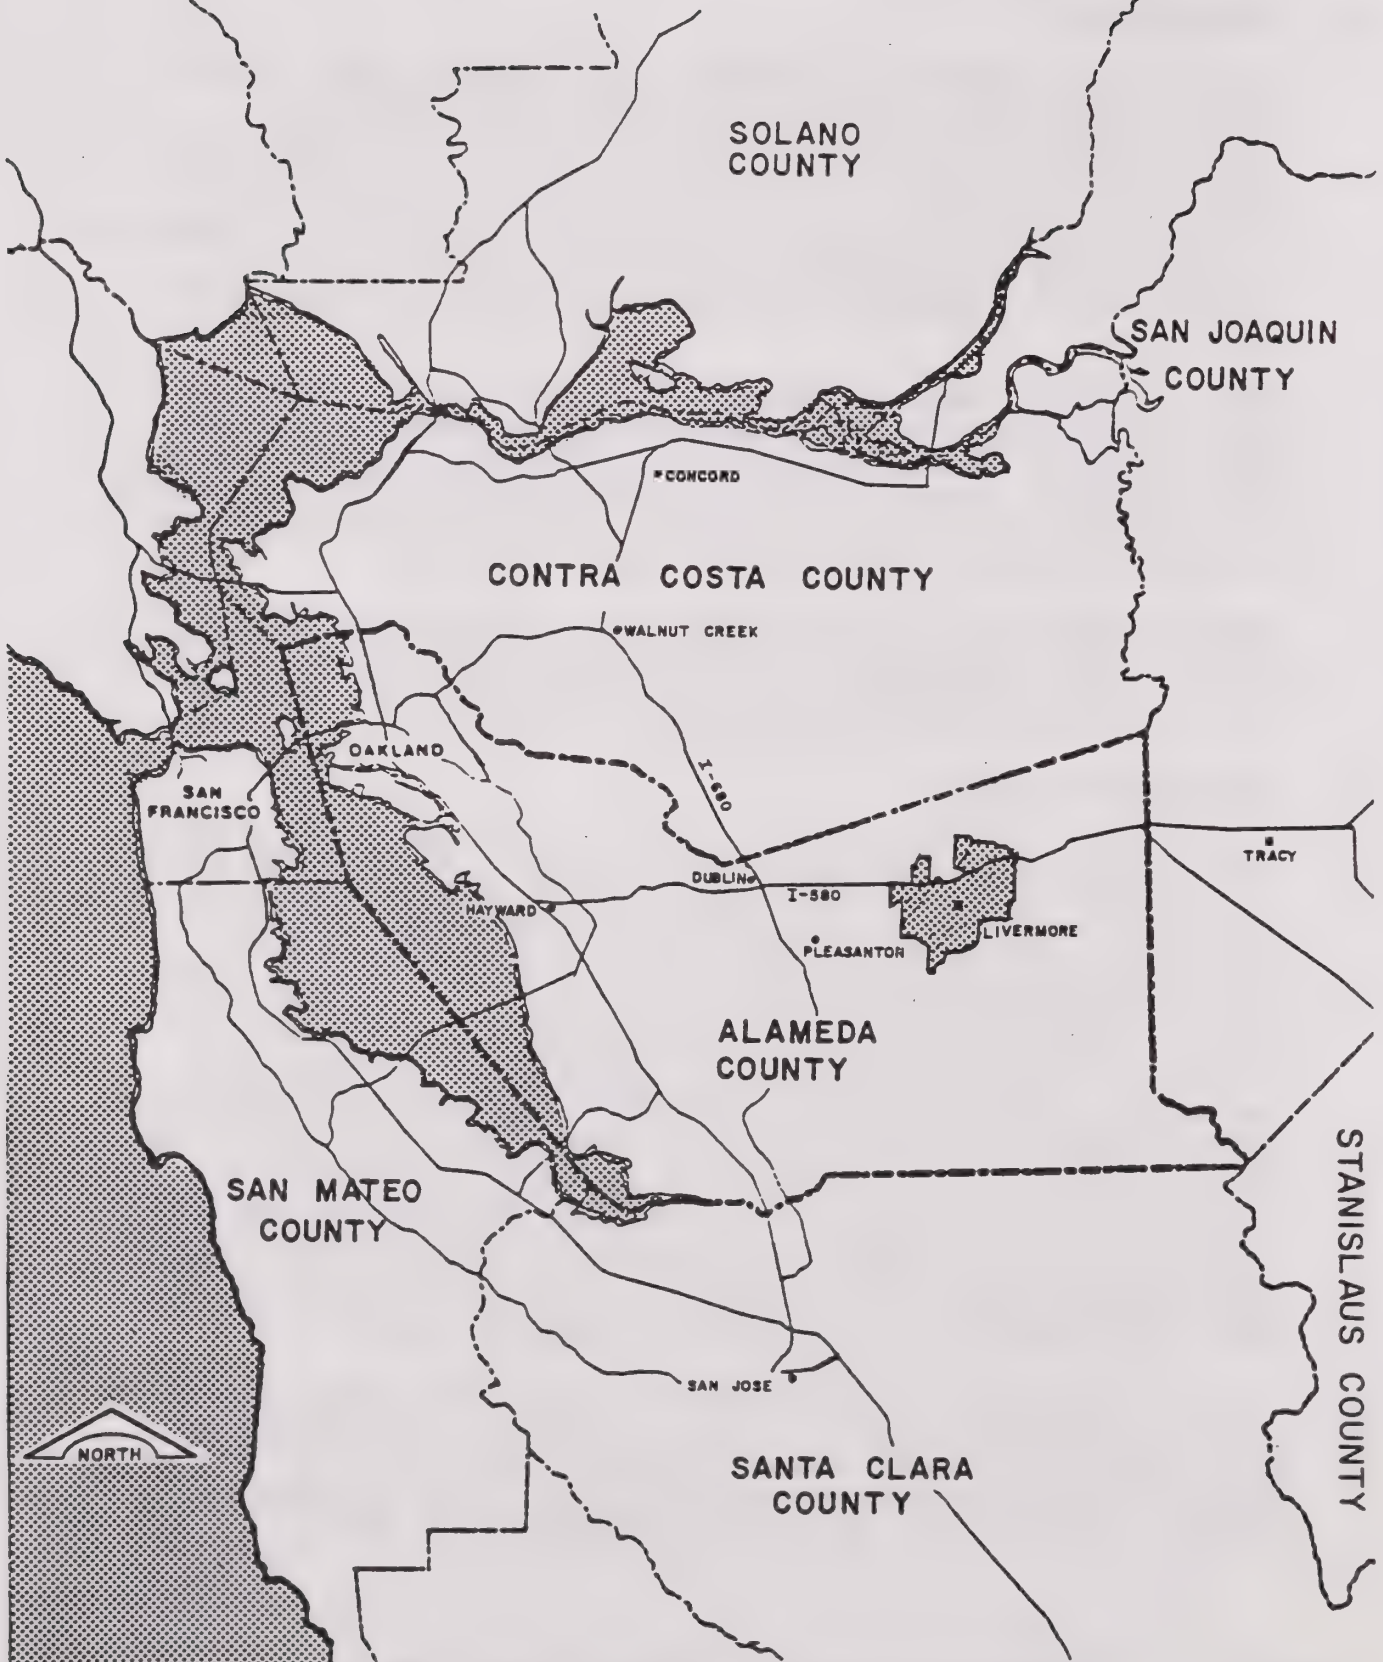 SOLANO
COUNTY
SAN JOAQUIN
COUNTY
CONCORD
CONTRA COSTA COUNTY
WALNUT CREEK
OAKLAND
I-680
SAN
FRANCISCO
TRACY
DUBLIN
I-580
HAYWARD
LIVERMORE
PLEASANTON
ALAMEDA
COUNTY
STANISLAUS COUNTY
SAN MATEO
COUNTY
SAN JOSE
NORTH
SANTA CLARA
COUNTY